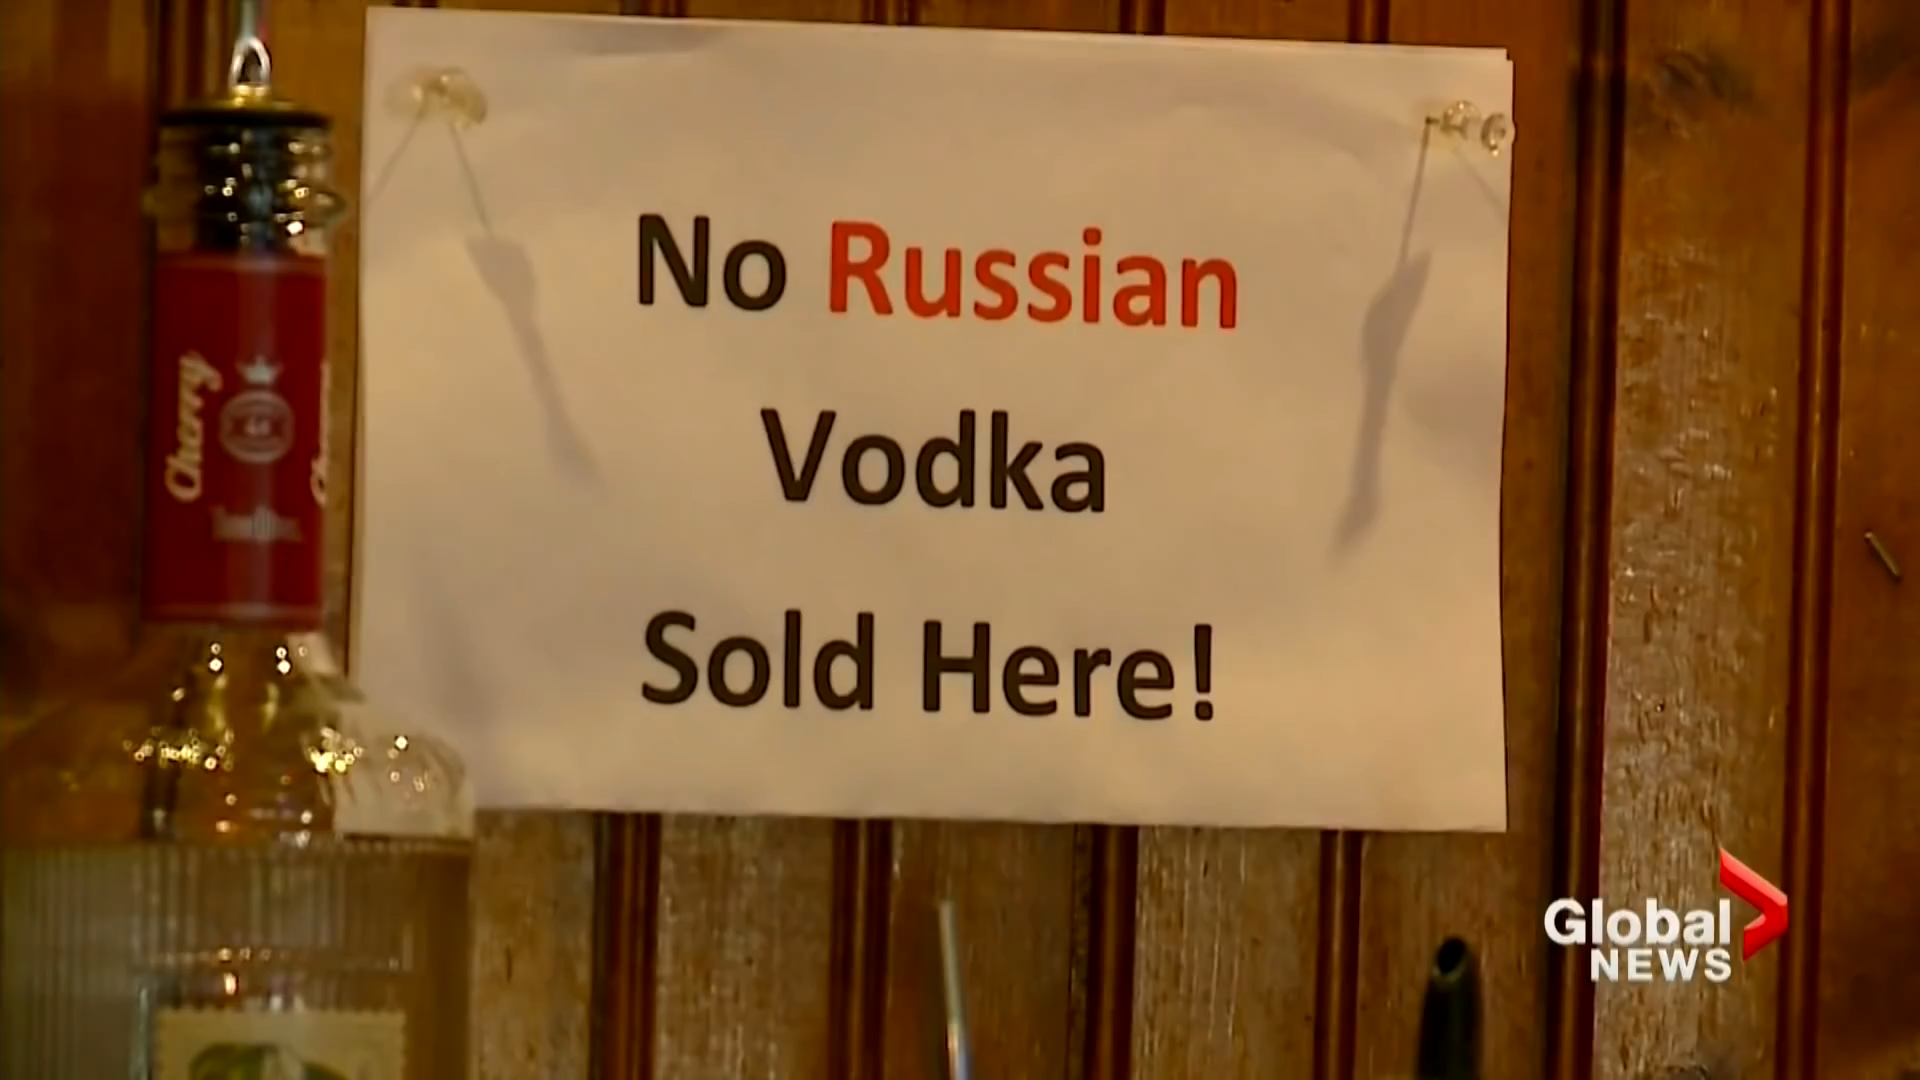 No Russian
Vodka
Sold Here!
Cherry
Global
NEWS